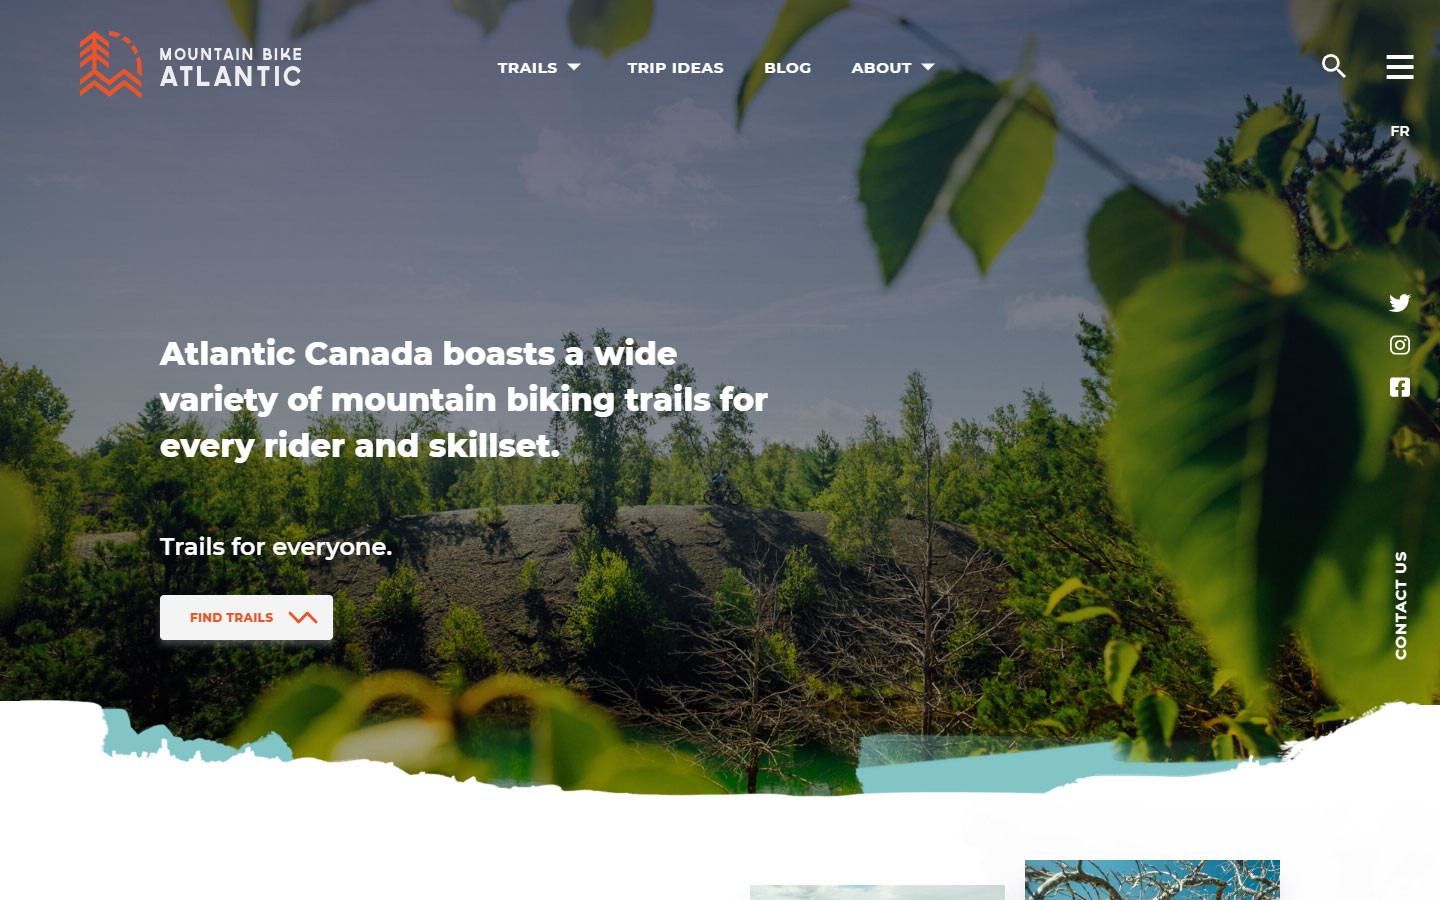 MOUNTAIN BIKE
ATLANTIC
TRAILS
TRIP IDEAS
BLOG
ABOUT
FR
Atlantic Canada boasts a wide
variety of mountain biking trails for
every rider and skillset.
Trails for everyone.
FIND TRAILS
CONTACT US